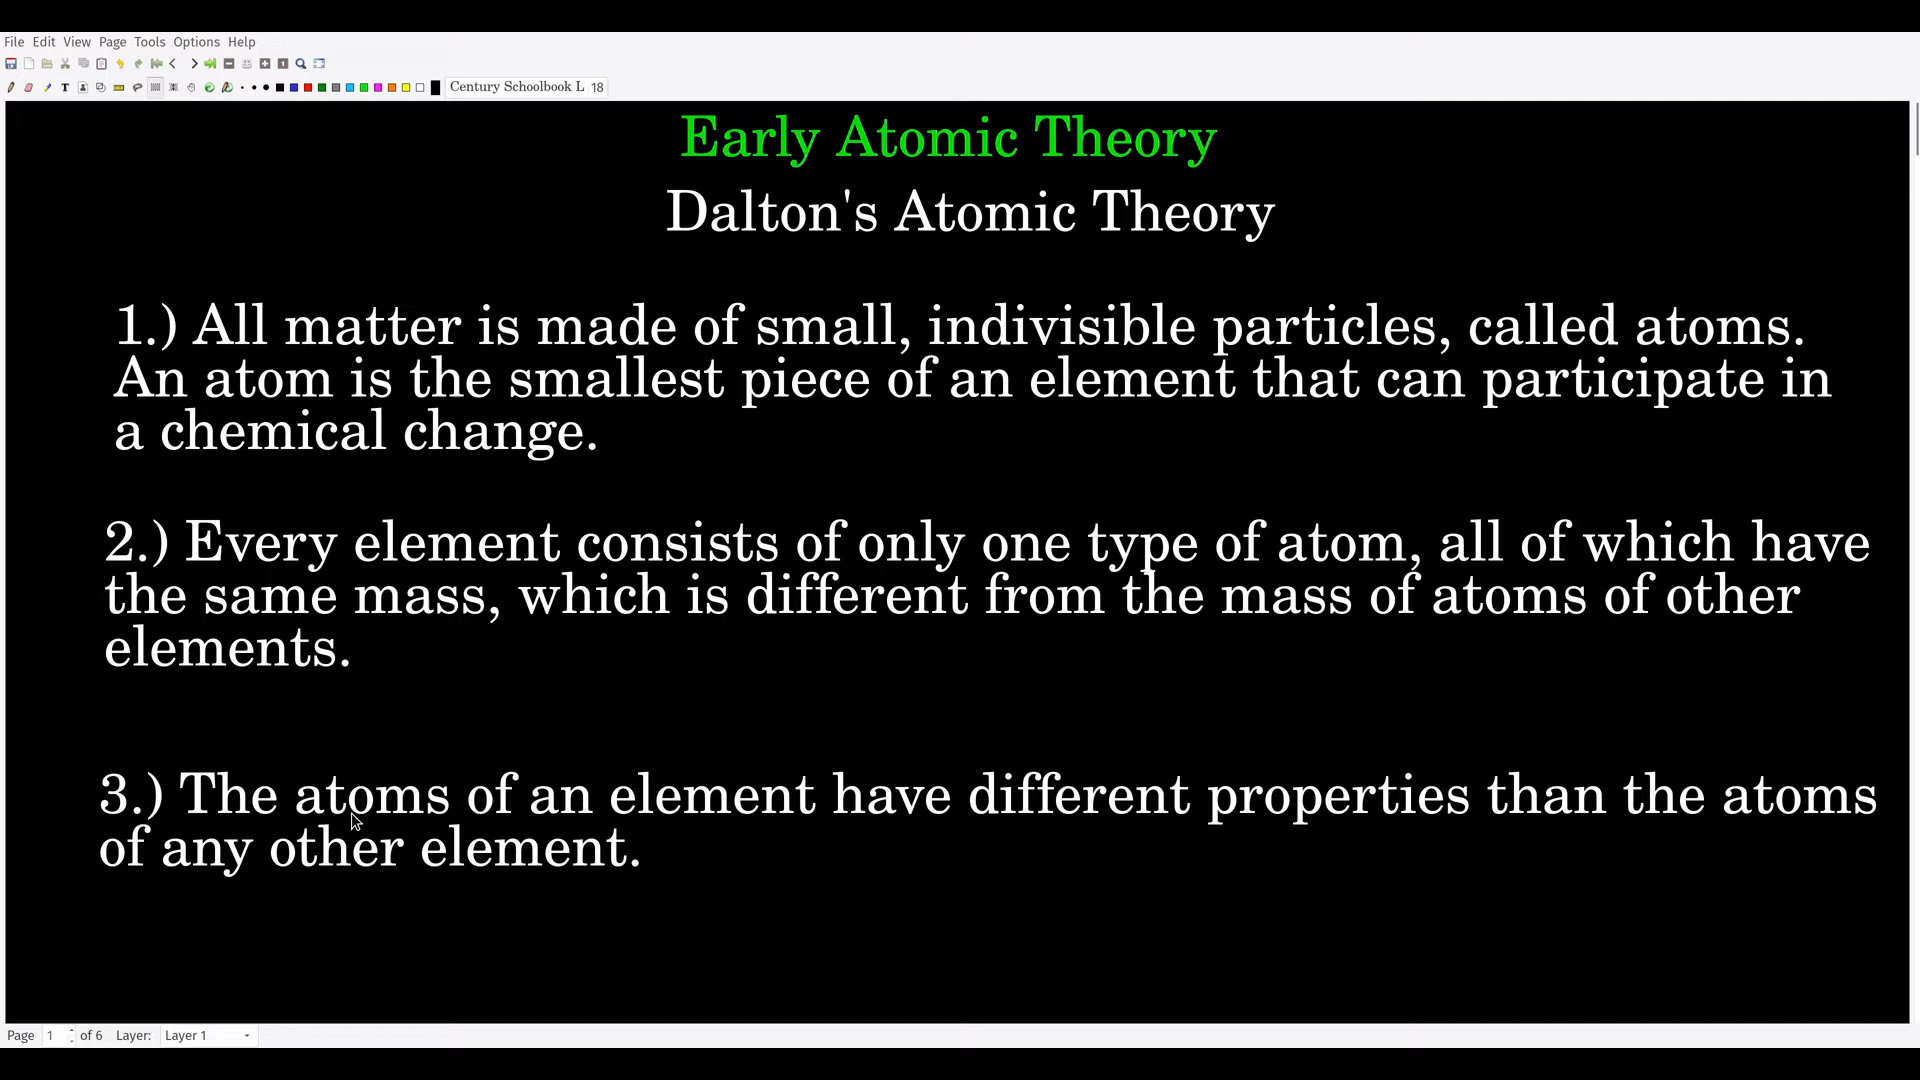 File Edit View Page Tools Options Help
Century Schoolbook L 18
Early Atomic Theory
Dalton's Atomic Theory
1.) All matter is made of small, indivisible particles, called atoms.
An atom is the smallest piece of an element that can participate in
a chemical change.
2.) Every element consists of only one type of atom, all of which have
the same mass, which is different from the mass of atoms of other
elements.
3.) The atoms of an element have different properties than the atoms
of any other element.
Page 1 of 6 Layer: Layer 1